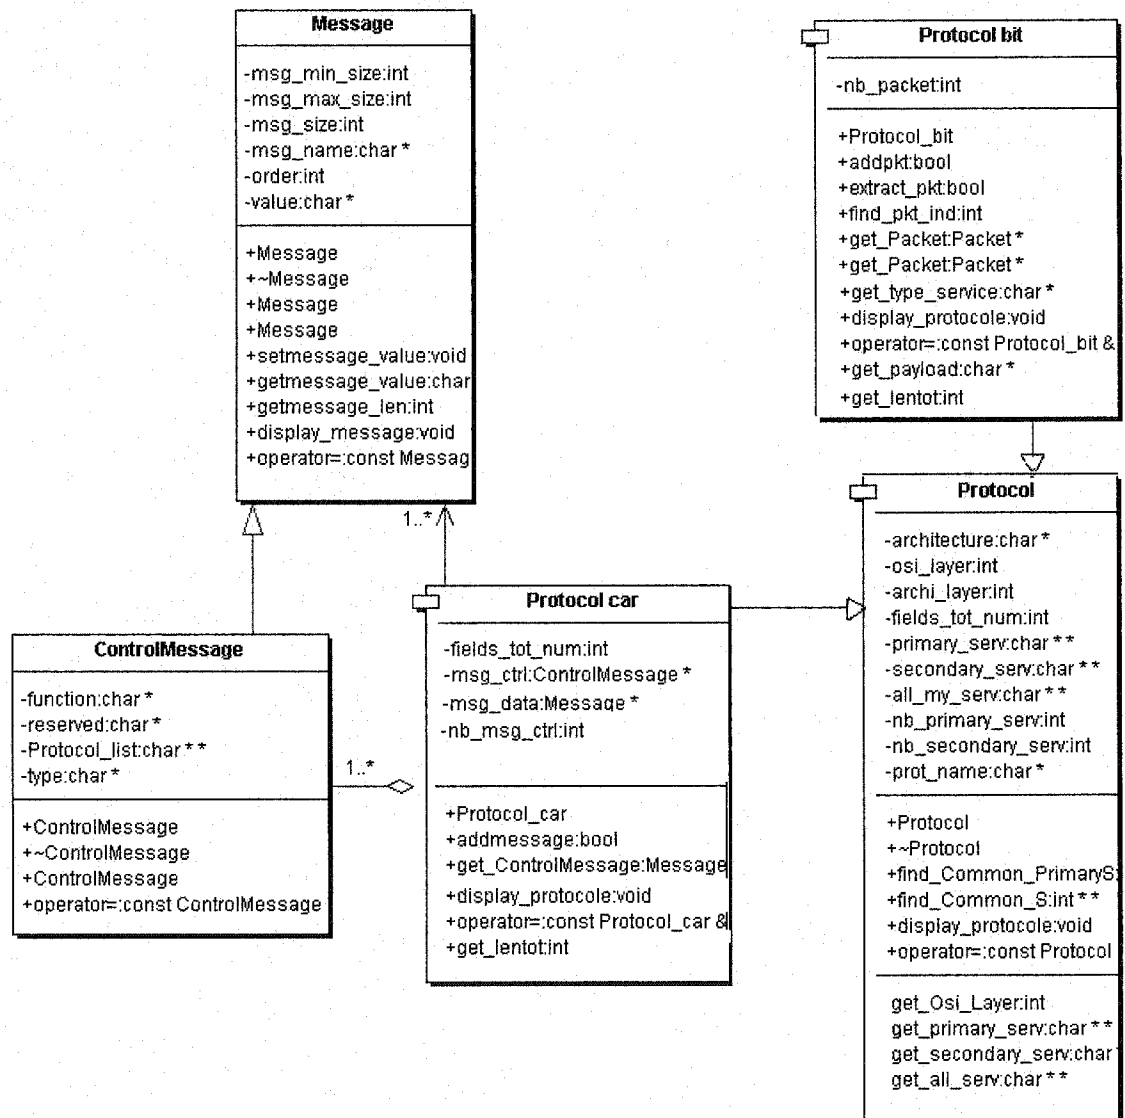 Message
-msg_min_size:int
-msg_max_size:int
-msg_size:int
-msg_name:char *
-order:int
-value:char *
+Message
+~Message
+Message
+Message
+setmessage_value:void
+getmessage_value:char
+getmessage_len:int
+display_message:void
+operator=:const Messag
Protocol bit
-nb_packet:int
+Protocol_bit
+addpkt:bool
+extract_pkt:bool
+find_pkt_ind:int
+get_Packet:Packet *
+get_Packet:Packet *
+get_type_service:char *
+display_protocole:void
+operator=:const Protocol_bit &
+get_payload:char *
+get_lentot:int
1..*
ControlMessage
-function:char *
-reserved:char *
-Protocol_list:char * *
-type:char *
+ControlMessage
+~ControlMessage
+ControlMessage
+operator=:const ControlMessage
1..*
Protocol car
-fields_tot_num:int
-msg_ctrl:ControlMessage *
-msg_data:Message *
-nb_msg_ctrl:int
+Protocol_car
+addmessage:bool
+get_ControlMessage:Message
+display_protocole:void
+operator=:const Protocol_car &
+get_lentot:int
Protocol
-architecture:char *
-osi_layer:int
-archi_layer:int
-fields_tot_num:int
-primary_serv:char * *
-secondary_serv:char * *
-all_my_serv:char * *
-nb_primary_serv:int
-nb_secondary_serv:int
-prot_name:char *
+Protocol
+~Protocol
+find_Common_PrimaryS:
+find_Common_S:int * *
+display_protocole:void
+operator=:const Protocol
get_Osi_Layer:int
get_primary_serv:char * *
get_secondary_serv:char
get_all_serv:char * *